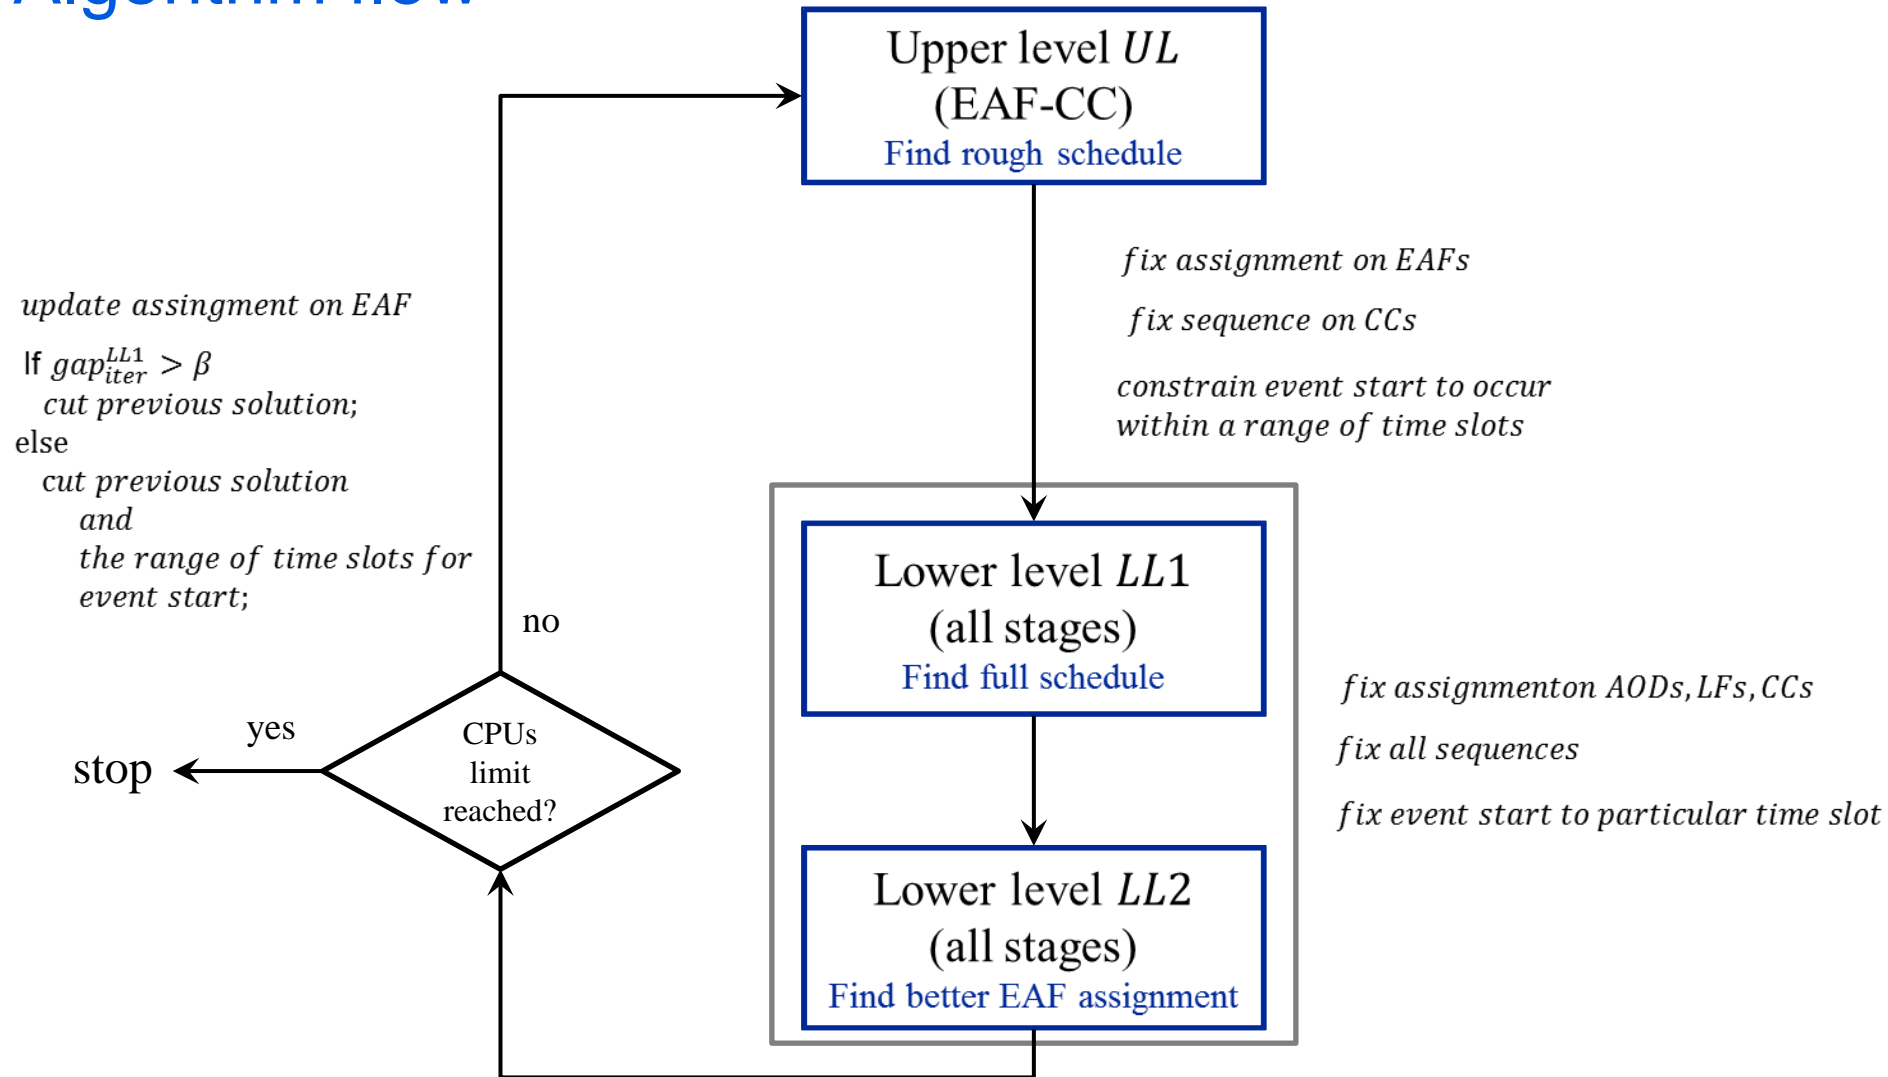 Algorithm flow
Upper level UL
(EAF-CC)
Find rough schedule
fix assignment on EAFs
fix sequence on CCs
constrain event start to occur
within a range of time slots
update assingment on EAF
If gap_{iter}^{LL1} > β
cut previous solution;
else
cut previous solution
and
the range of time slots for
event start;
no
Lower level LL1
(all stages)
Find full schedule
fix assignmenton AODs, LFs, CCs
fix all sequences
fix event start to particular time slot
yes
stop
CPUs
limit
reached?
Lower level LL2
(all stages)
Find better EAF assignment